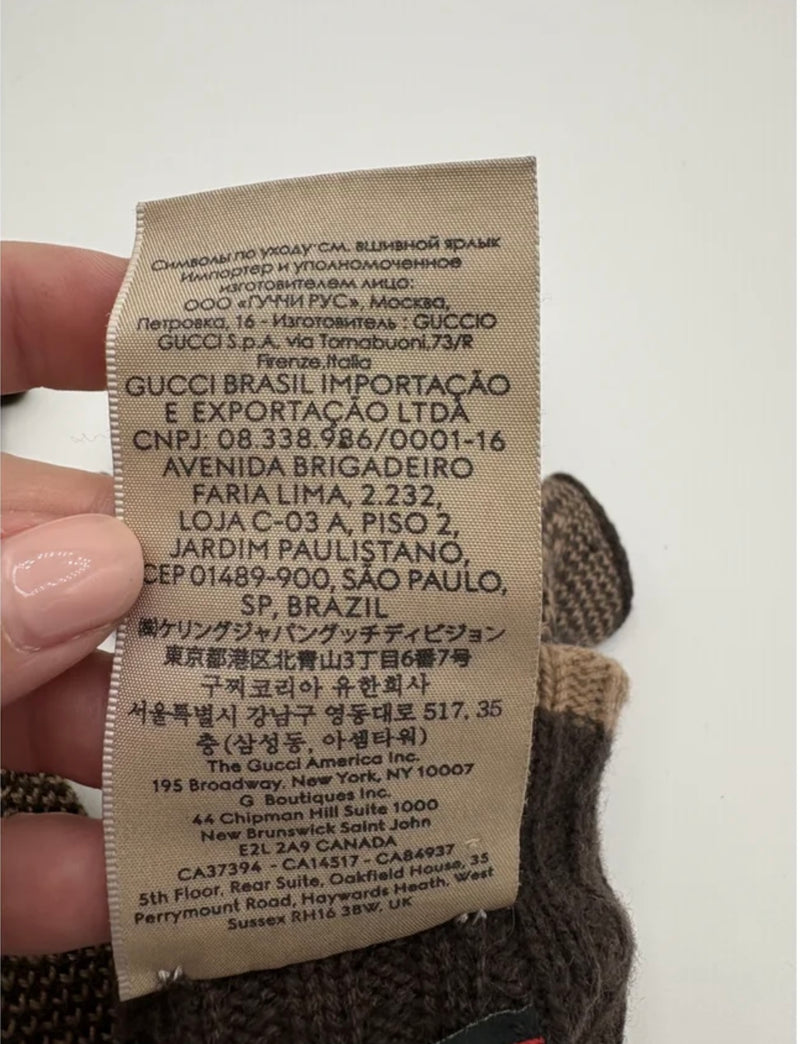 Символы по уходу см. вшивной ярлык
Импортер и уполномоченное
изготовителем лицо:
ООО «ГУЧЧИ РУС», Москва,
Петровка, 16 - Изготовитель : GUCCIO
GUCCI S.p.A. via Tornabuoni,73/R
Firenze,Italia
GUCCI BRASIL IMPORTAÇÃO
E EXPORTAÇÃO LTDA
CNPJ: 08.338.986/0001-16
AVENIDA BRIGADEIRO
FARIA LIMA, 2.232,
LOJA C-03 A, PISO 2,
JARDIM PAULISTANO,
CEP 01489-900, SÃO PAULO,
SP, BRAZIL
㈱ケリングジャパングッチディビジョン
東京都港区北青山3丁目6番7号
구찌코리아 유한회사
서울특별시 강남구 영동대로 517, 35
층(삼성동, 아셈타워)
The Gucci America Inc.
195 Broadway, New York, NY 10007
G Boutiques Inc.
44 Chipman Hill Suite 1000
New Brunswick Saint John
E2L 2A9 CANADA
CA37394 - CA14517 - CA84937
5th Floor, Rear Suite, Oakfield House, 35
Perrymount Road, Haywards Heath, West
Sussex RH16 3BW, UK